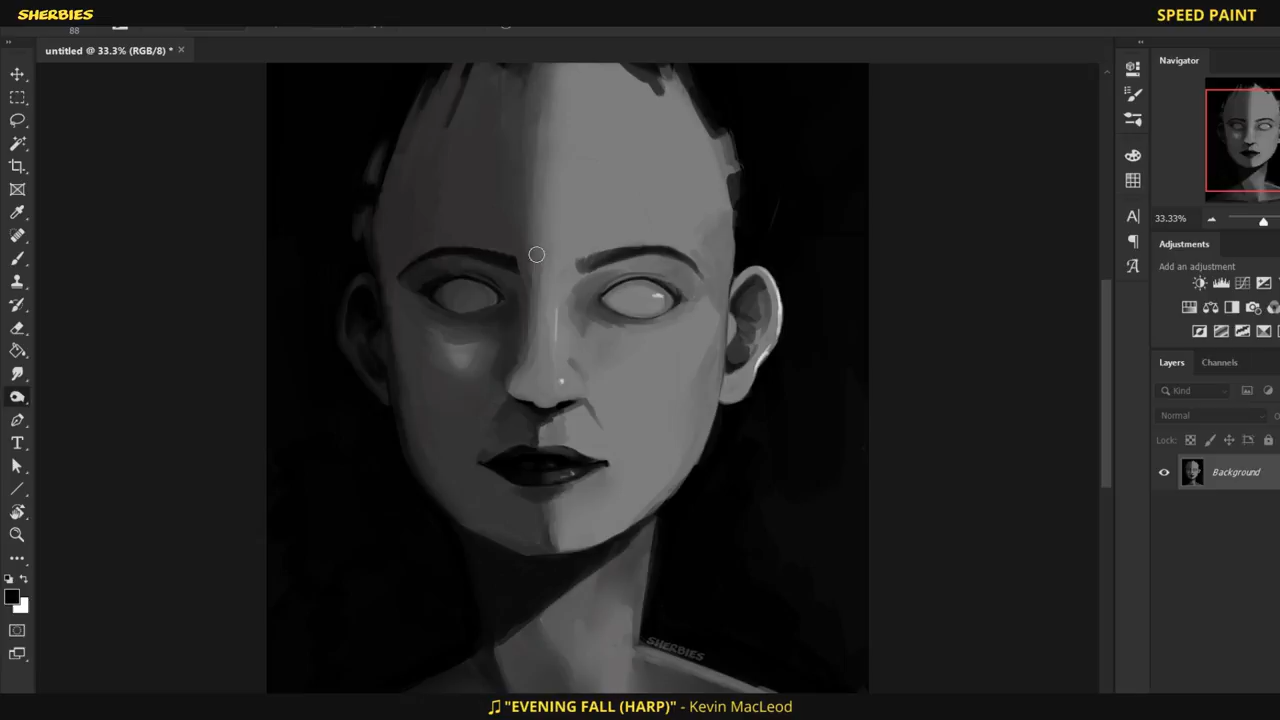 SHERBIES
SPEED PAINT
88
untitled @ 33.3% (RGB/8) *
Navigator
33.33%
Adjustments
Add an adjustment
Layers
Channels
Kind
Normal
Lock:
Background
SHERBIES
"EVENING FALL (HARP)" - Kevin MacLeod